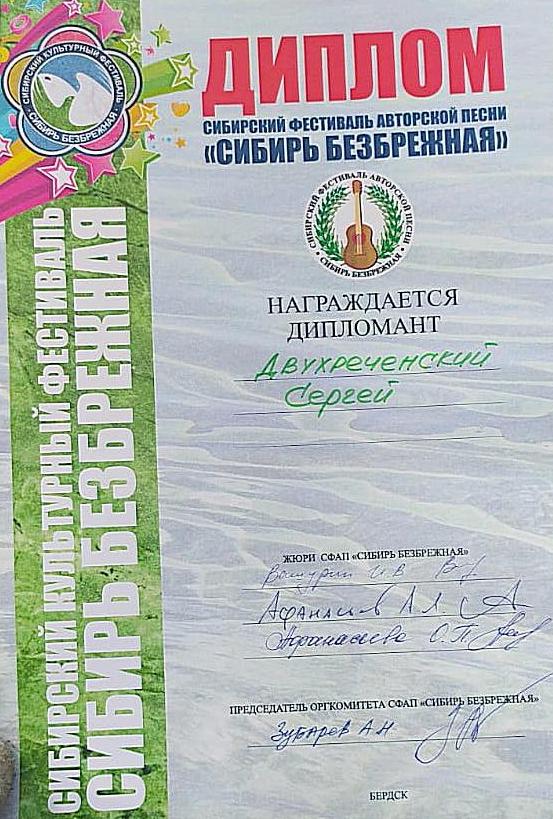 СИБИРСКИЙ КУЛЬТУРНЫЙ ФЕСТИВАЛЬ
СИБИРЬ БЕЗБРЕЖНАЯ
СИБИРСКИЙ КУЛЬТУРНЫЙ ФЕСТИВАЛЬ
СИБИРЬ БЕЗБРЕЖНАЯ
ДИПЛОМ
СИБИРСКИЙ ФЕСТИВАЛЬ АВТОРСКОЙ ПЕСНИ
«СИБИРЬ БЕЗБРЕЖНАЯ»
СИБИРСКИЙ ФЕСТИВАЛЬ АВТОРСКОЙ ПЕСНИ
СИБИРЬ БЕЗБРЕЖНАЯ
НАГРАЖДАЕТСЯ
ДИПЛОМАНТ
Двухреченский
Сергей
ЖЮРИ СФАП «СИБИРЬ БЕЗБРЕЖНАЯ»
И.В
Афанасьева О.П
ПРЕДСЕДАТЕЛЬ ОРГКОМИТЕТА СФАП «СИБИРЬ БЕЗБРЕЖНАЯ»
Зубарев А.Н.
БЕРДСК